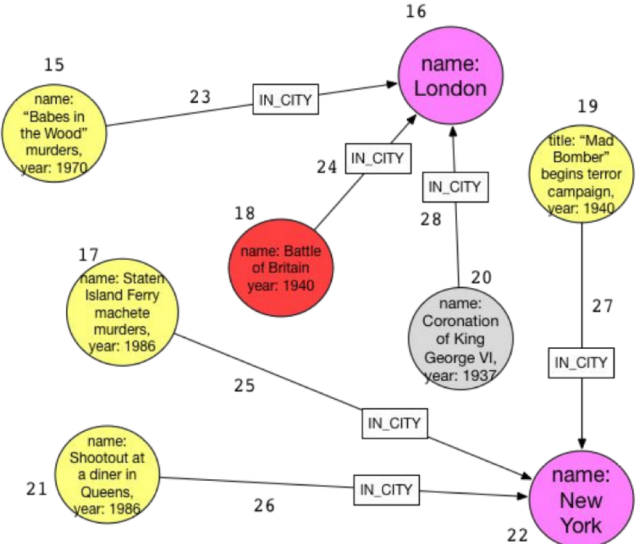 16
name:
London
15
name:
“Babes in
the Wood”
murders,
year: 1970
23
IN_CITY
19
title: “Mad
Bomber”
begins terror
campaign,
year: 1940
24
IN_CITY
IN_CITY
28
18
name: Battle
of Britain
year: 1940
17
name: Staten
Island Ferry
machete
murders,
year: 1986
20
name:
Coronation
of King
George VI,
year: 1937
27
IN_CITY
25
IN_CITY
21
name:
Shootout at
a diner in
Queens,
year: 1986
26
IN_CITY
name:
New
York
22